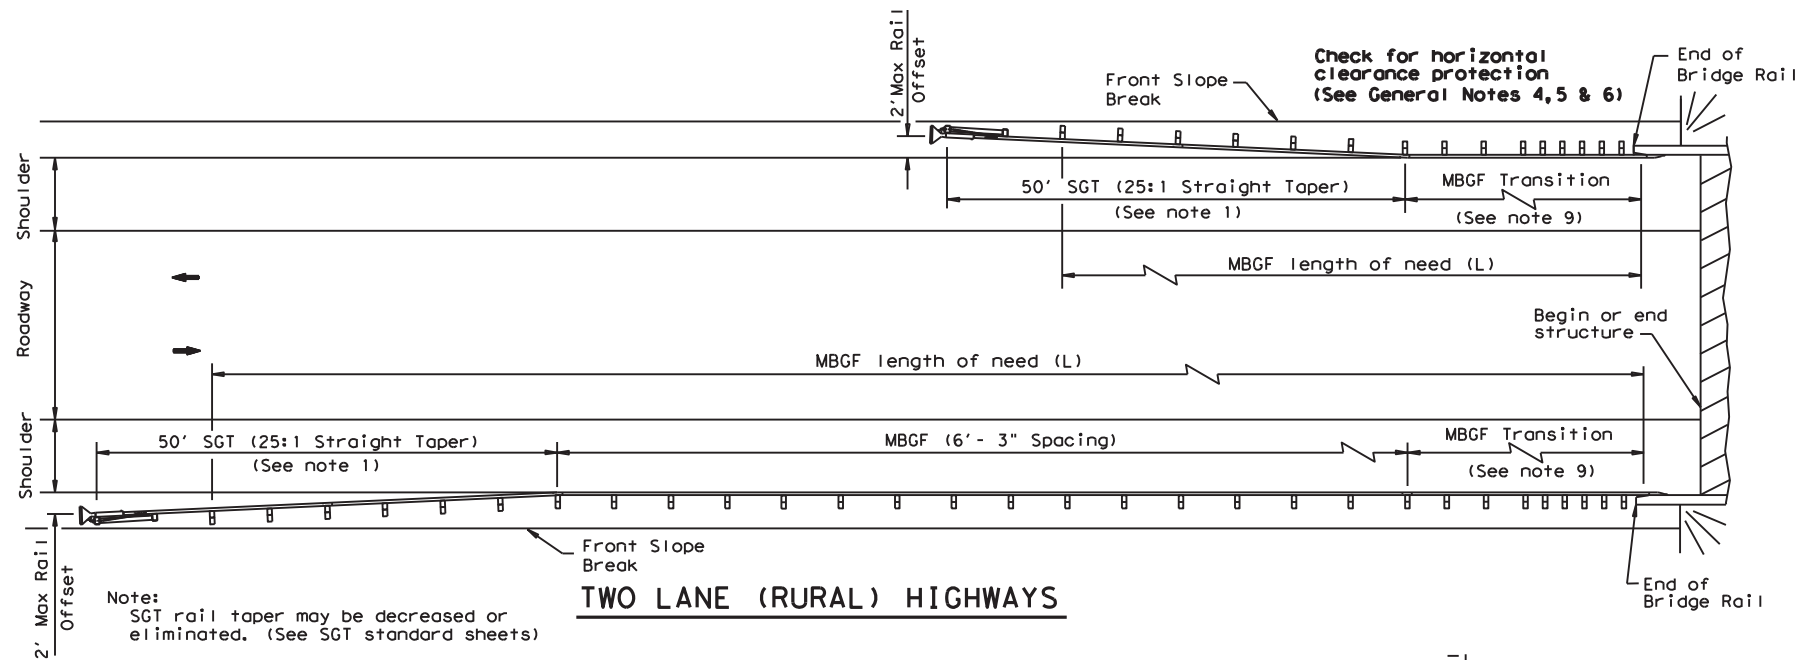 2' Max Rail
Offset
Check for horizontal
clearance protection
(See General Notes 4,5 & 6)
End of
Bridge Rail
Front Slope
Break
Shoulder
50' SGT (25:1 Straight Taper)
(See note 1)
MBGF Transition
(See note 9)
MBGF length of need (L)
Roadway
Begin or end
structure
MBGF length of need (L)
Shoulder
50' SGT (25:1 Straight Taper)
(See note 1)
MBGF (6'- 3" Spacing)
MBGF Transition
(See note 9)
2' Max Rail
Offset
Front Slope
Break
End of
Bridge Rail
Note:
SGT rail taper may be decreased or
eliminated. (See SGT standard sheets)
TWO LANE (RURAL) HIGHWAYS